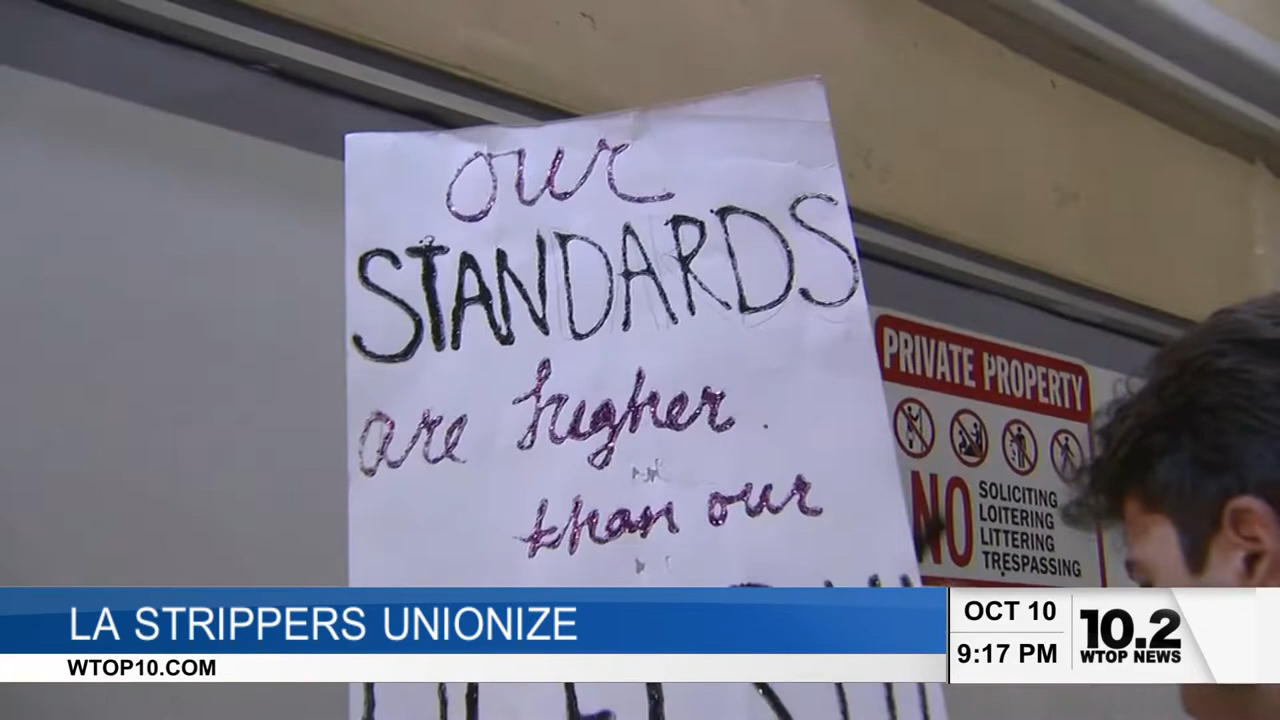 our
STANDARDS
are higher
than our
PRIVATE PROPERTY
NO
SOLICITING
LOITERING
LITTERING
TRESPASSING
LA STRIPPERS UNIONIZE
WTOP10.COM
OCT 10
9:17 PM
10.2
WTOP NEWS